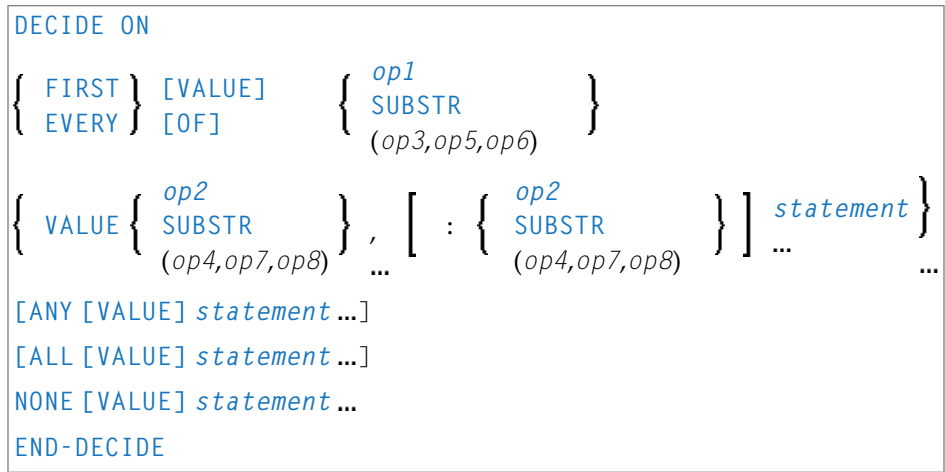 DECIDE ON
{ FIRST } [VALUE] { op1
EVERY [OF] SUBSTR }
(op3,op5,op6)
{ VALUE { op2
SUBSTR } , [ : { op2
SUBSTR } ] statement }
(op4,op7,op8) ... (op4,op7,op8) ... ...
[ANY [VALUE] statement ...]
[ALL [VALUE] statement ...]
NONE [VALUE] statement ...
END-DECIDE